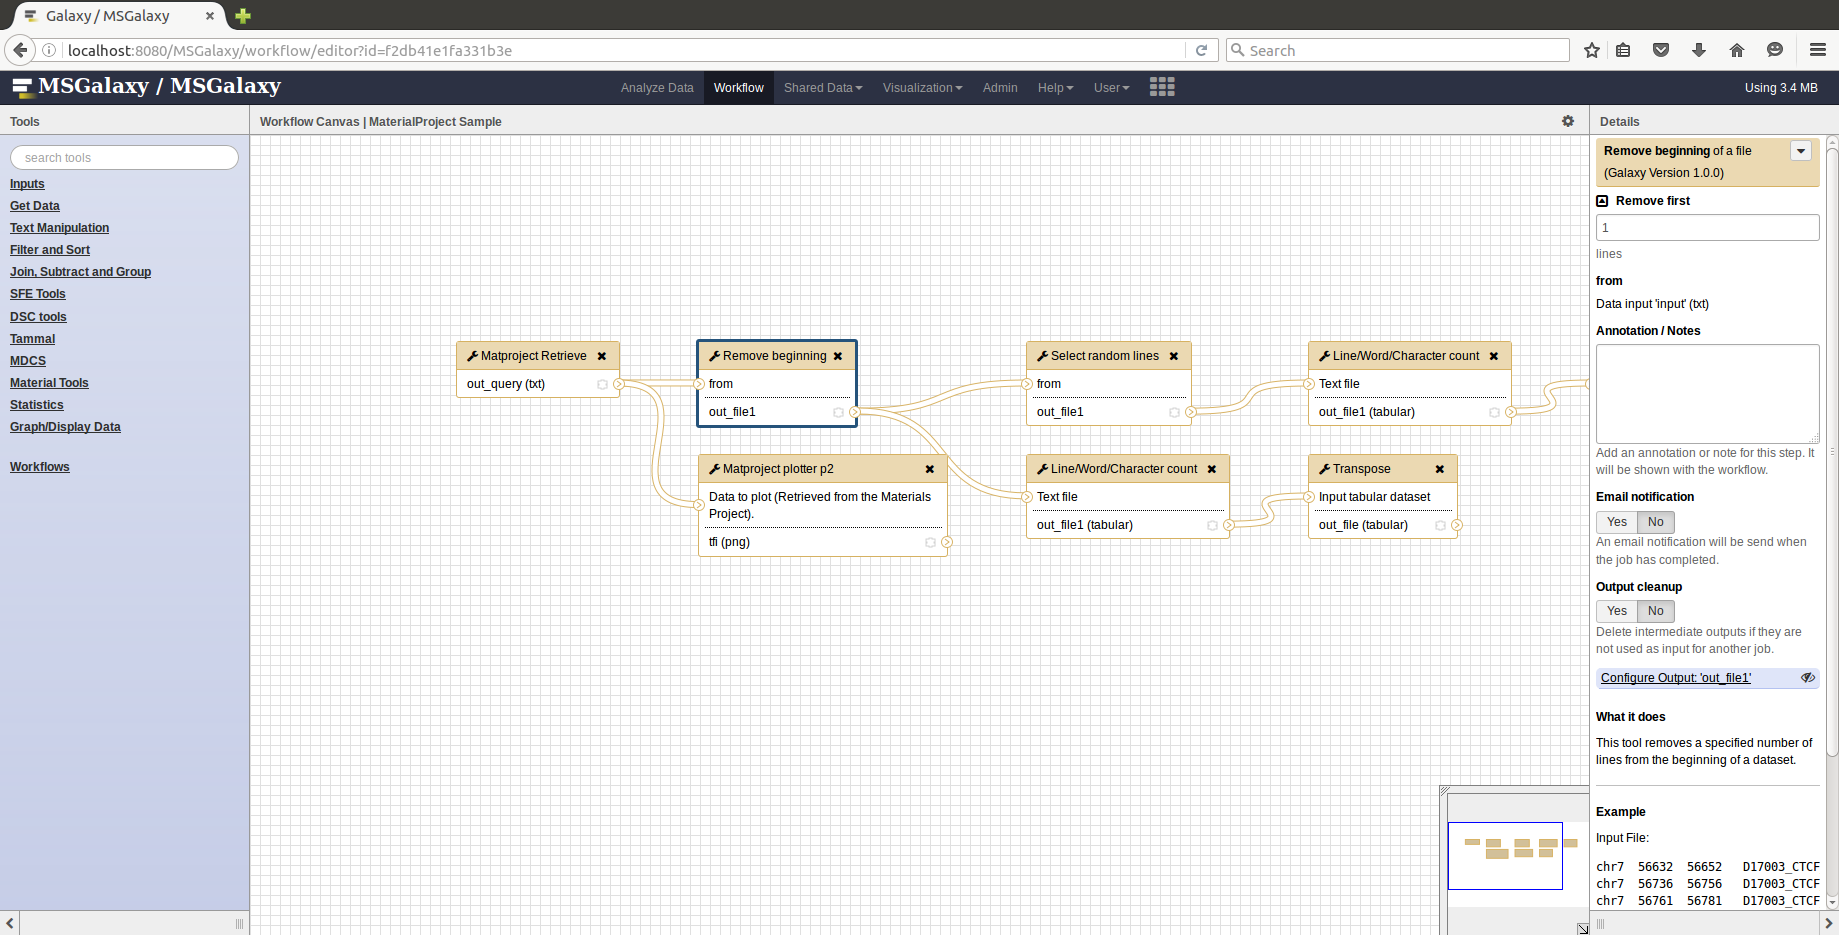 Galaxy / MSGalaxy
localhost:8080/MSGalaxy/workflow/editor?id=f2db41e1fa331b3e
Search
MSGalaxy / MSGalaxy
Analyze Data
Workflow
Shared Data
Visualization
Admin
Help
User
Using 3.4 MB
Tools
search tools
Inputs
Get Data
Text Manipulation
Filter and Sort
Join, Subtract and Group
SFE Tools
DSC tools
Tammal
MDCS
Material Tools
Statistics
Graph/Display Data
Workflows
Workflow Canvas | MaterialProject Sample
Matproject Retrieve
out_query (txt)
Remove beginning
from
out_file1
Select random lines
from
out_file1
Line/Word/Character count
Text file
out_file1 (tabular)
Matproject plotter p2
Data to plot (Retrieved from the Materials
Project).
tfi (png)
Line/Word/Character count
Text file
out_file1 (tabular)
Transpose
Input tabular dataset
out_file (tabular)
Details
Remove beginning of a file
(Galaxy Version 1.0.0)
Remove first
1
lines
from
Data input 'input' (txt)
Annotation / Notes
Add an annotation or note for this step. It
will be shown with the workflow.
Email notification
Yes No
An email notification will be send when
the job has completed.
Output cleanup
Yes No
Delete intermediate outputs if they are
not used as input for another job.
Configure Output: 'out_file1'
What it does
This tool removes a specified number of
lines from the beginning of a dataset.
Example
Input File:
chr7 56632 56652 D17003_CTCF
chr7 56736 56756 D17003_CTCF
chr7 56761 56781 D17003_CTCF